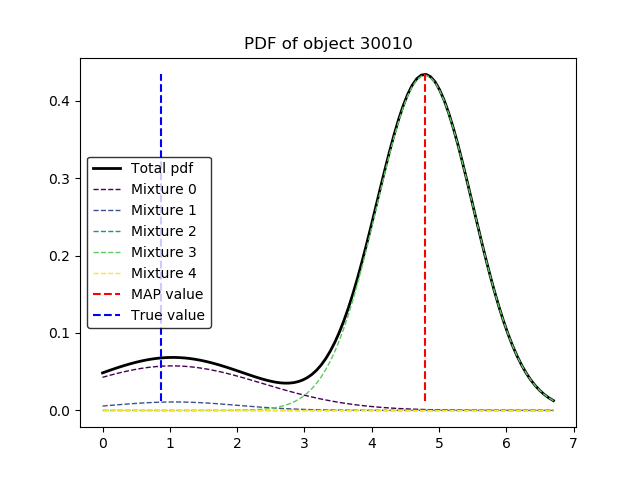 PDF of object 30010
0.4
0.3
0.2
0.1
0.0
Total pdf
Mixture 0
Mixture 1
Mixture 2
Mixture 3
Mixture 4
MAP value
True value
0 1 2 3 4 5 6 7